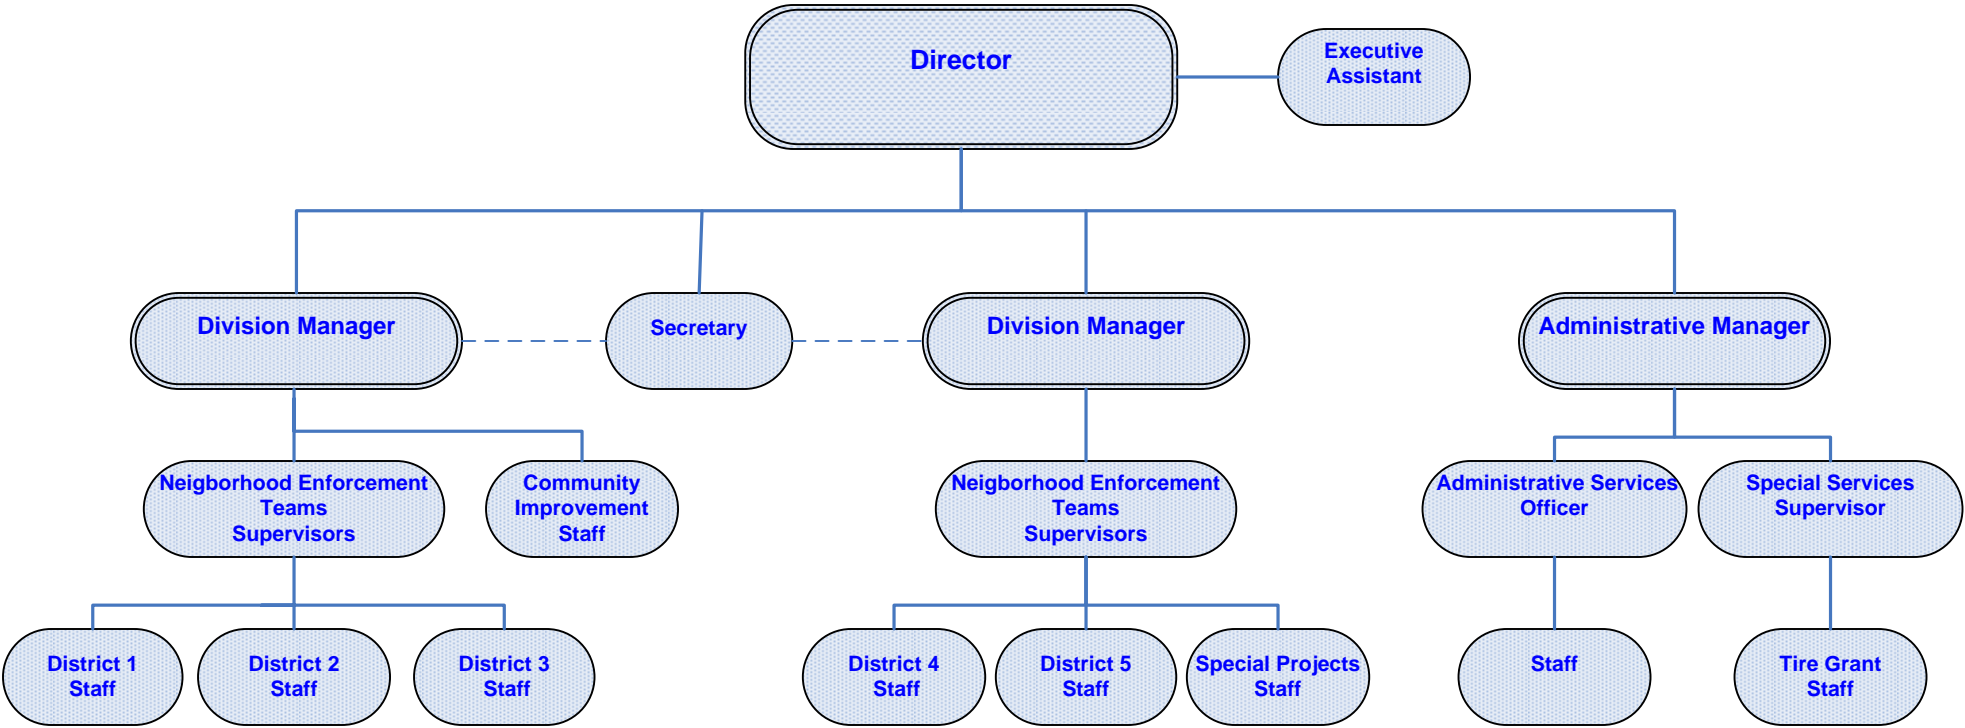 Director
Executive
Assistant
Division Manager
Secretary
Division Manager
Administrative Manager
Neigborhood Enforcement
Teams
Supervisors
Community
Improvement
Staff
Neigborhood Enforcement
Teams
Supervisors
Administrative Services
Officer
Special Services
Supervisor
District 1
Staff
District 2
Staff
District 3
Staff
District 4
Staff
District 5
Staff
Special Projects
Staff
Staff
Tire Grant
Staff